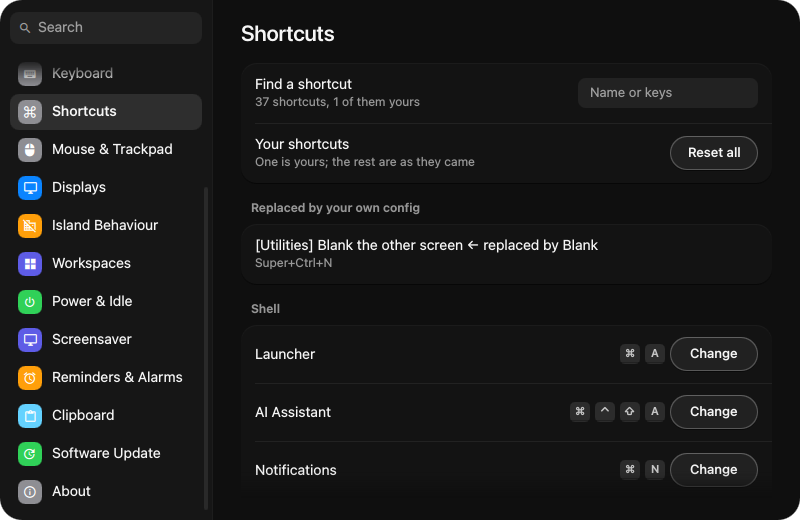 Search
Keyboard
Shortcuts
Mouse & Trackpad
Displays
Island Behaviour
Workspaces
Power & Idle
Screensaver
Reminders & Alarms
Clipboard
Software Update
About
Shortcuts
Find a shortcut
37 shortcuts, 1 of them yours
Name or keys
Your shortcuts
One is yours; the rest are as they came
Reset all
Replaced by your own config
[Utilities] Blank the other screen ← replaced by Blank
Super+Ctrl+N
Shell
Launcher
⌘ A Change
AI Assistant
⌘ ^ ⇧ A Change
Notifications
⌘ N Change